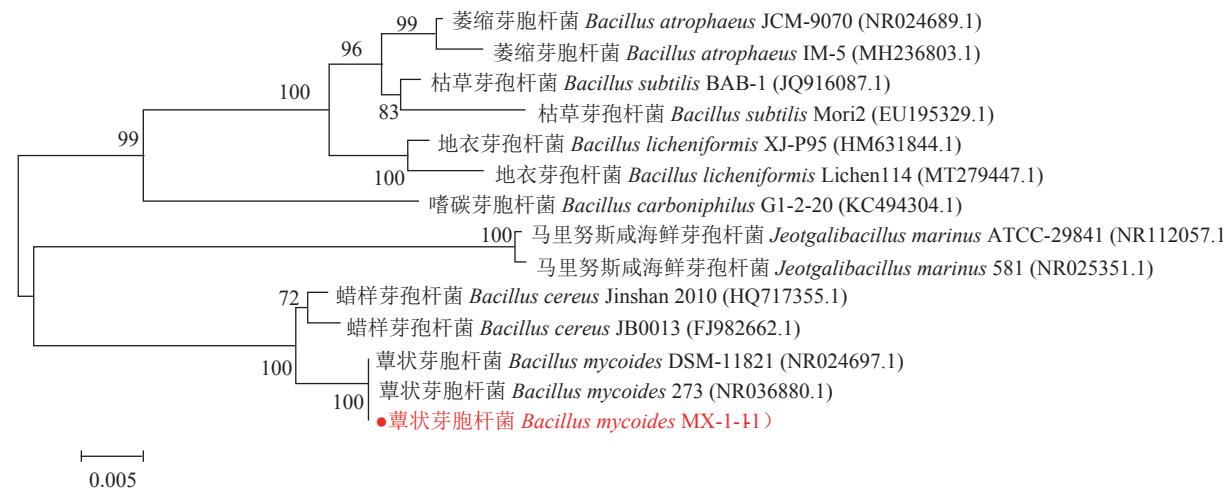 99
萎缩芽胞杆菌 Bacillus atrophaeus JCM-9070 (NR024689.1)
萎缩芽胞杆菌 Bacillus atrophaeus IM-5 (MH236803.1)
96
枯草芽孢杆菌 Bacillus subtilis BAB-1 (JQ916087.1)
83
枯草芽孢杆菌 Bacillus subtilis Mori2 (EU195329.1)
100
地衣芽孢杆菌 Bacillus licheniformis XJ-P95 (HM631844.1)
99
100
地衣芽孢杆菌 Bacillus licheniformis Lichen114 (MT279447.1)
嗜碳芽胞杆菌 Bacillus carboniphilus G1-2-20 (KC494304.1)
100
马里努斯咸海鲜芽孢杆菌 Jeotgalibacillus marinus ATCC-29841 (NR112057.1
马里努斯咸海鲜芽孢杆菌 Jeotgalibacillus marinus 581 (NR025351.1)
72
蜡样芽孢杆菌 Bacillus cereus Jinshan 2010 (HQ717355.1)
蜡样芽孢杆菌 Bacillus cereus JB0013 (FJ982662.1)
100
蕈状芽胞杆菌 Bacillus mycoides DSM-11821 (NR024697.1)
蕈状芽胞杆菌 Bacillus mycoides 273 (NR036880.1)
100
●蕈状芽胞杆菌 Bacillus mycoides MX-1-11）
0.005